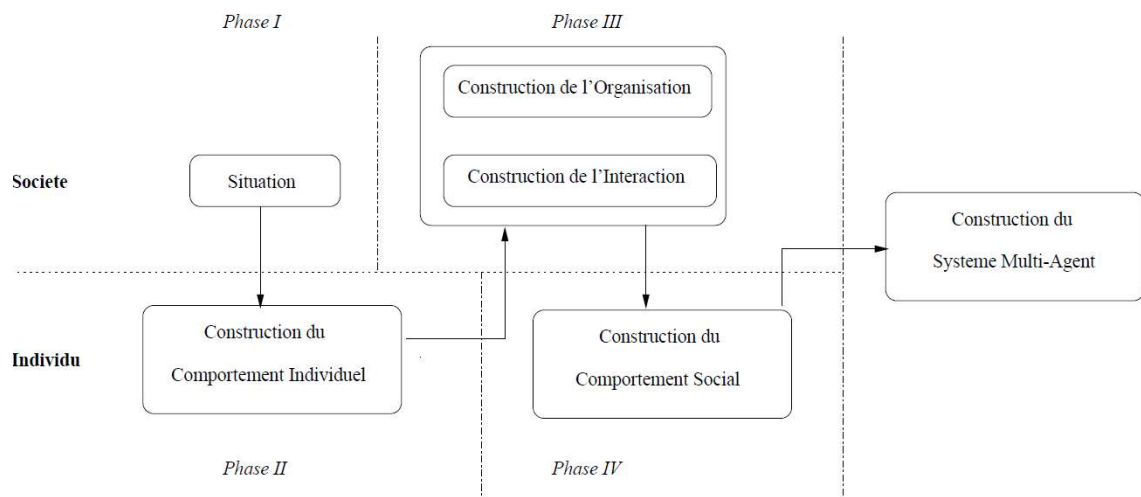 Phase I
Phase III
Construction de l’Organisation
Societe
Situation
Construction de l’Interaction
Construction du
Systeme Multi-Agent
Individu
Construction du
Comportement Individuel
Construction du
Comportement Social
Phase II
Phase IV